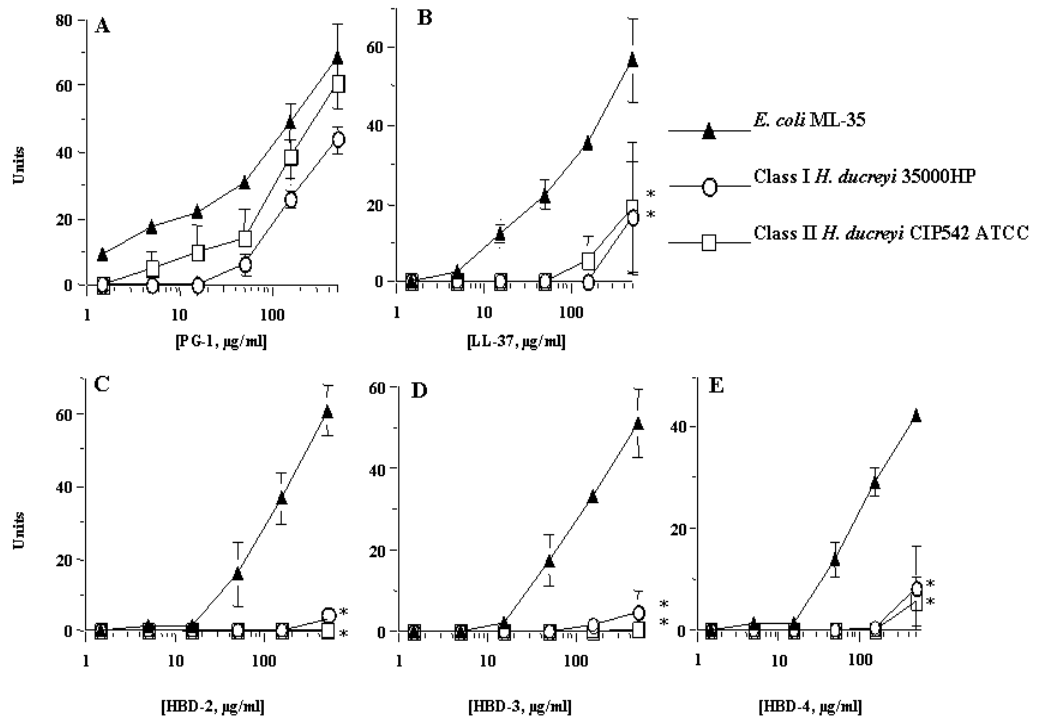 A
80
60
40
20
0
Units
1
10
100
[PG-1, µg/ml]
B
60
40
20
0
*
*
1
10
100
[LL-37, µg/ml]
E. coli ML-35
Class I H. ducreyi 35000HP
Class II H. ducreyi CIP542 ATCC
C
60
40
20
0
Units
*
*
1
10
100
[HBD-2, µg/ml]
D
60
40
20
0
*
*
1
10
100
[HBD-3, µg/ml]
E
40
20
0
*
*
1
10
100
[HBD-4, µg/ml]